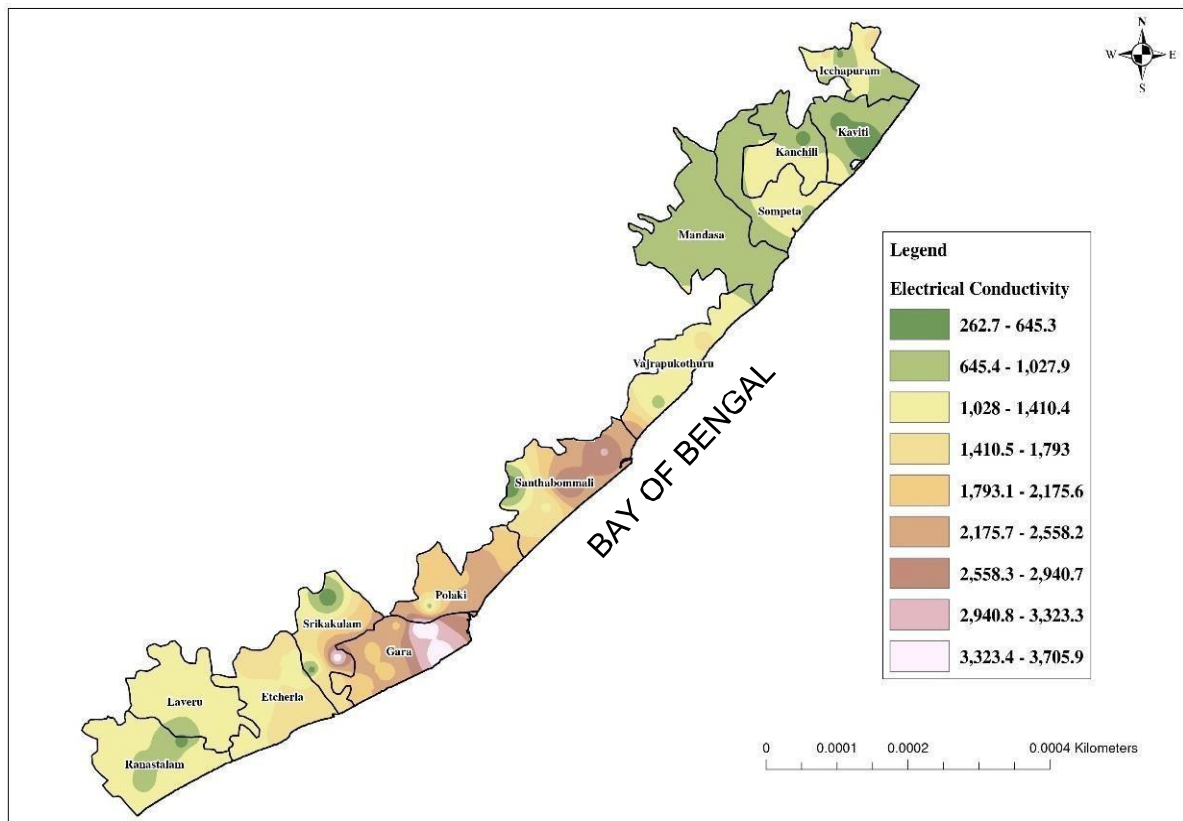 N
W E
S
Icchapuram
Kaviti
Kanchili
Sompeta
Mandasa
Vajrapukothuru
BAY OF BENGAL
Santhabommali
Polaki
Srikakulam
Gara
Etcherla
Laveru
Ranastalam
Legend
Electrical Conductivity
262.7 - 645.3
645.4 - 1,027.9
1,028 - 1,410.4
1,410.5 - 1,793
1,793.1 - 2,175.6
2,175.7 - 2,558.2
2,558.3 - 2,940.7
2,940.8 - 3,323.3
3,323.4 - 3,705.9
0 0.0001 0.0002 0.0004 Kilometers